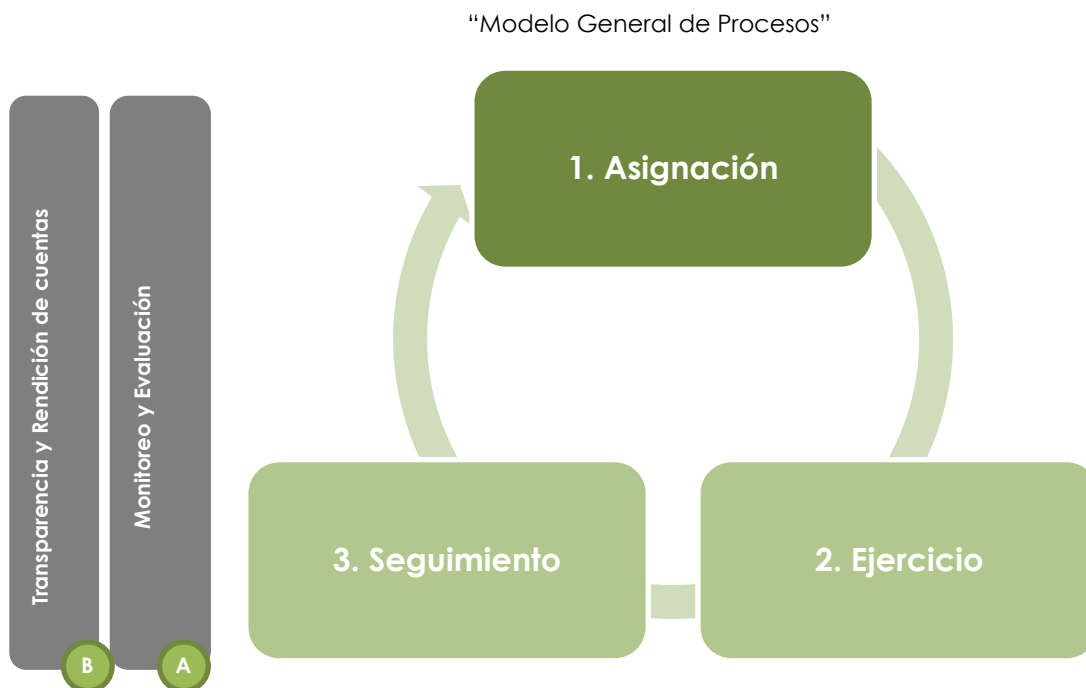 “Modelo General de Procesos”
Transparencia y Rendición de cuentas
B
Monitoreo y Evaluación
A
1. Asignación
3. Seguimiento
2. Ejercicio